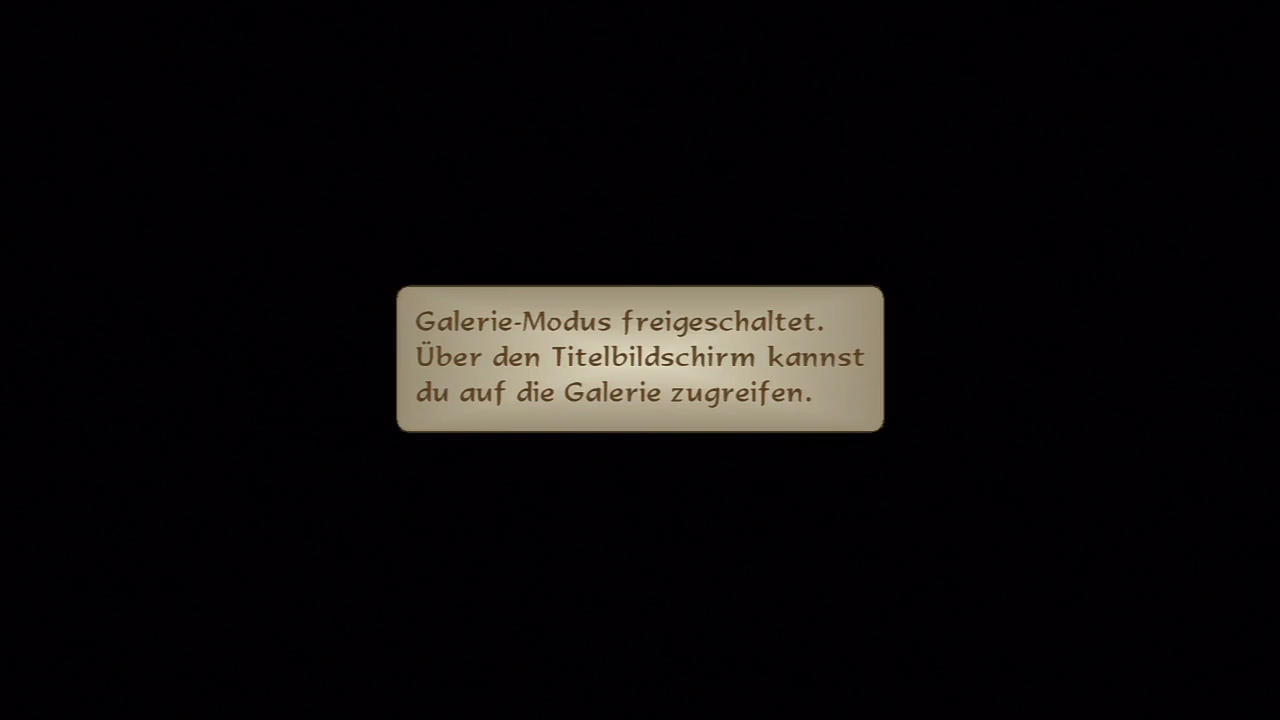 Galerie-Modus freigeschaltet.
Über den Titelbildschirm kannst
du auf die Galerie zugreifen.